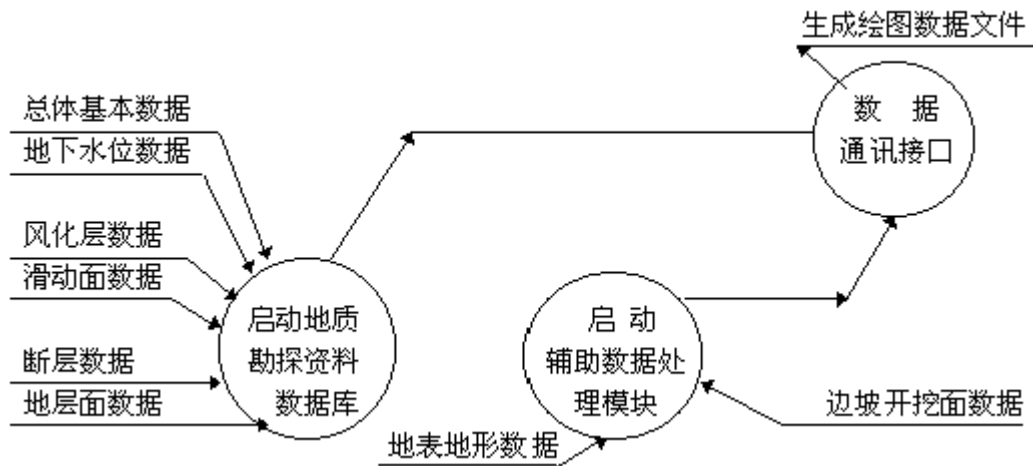 生成绘图数据文件
数 据
通讯接口
总体基本数据
地下水位数据
风化层数据
滑动面数据
断层数据
地层面数据
启动地质
勘探资料
数据库
启 动
辅助数据处
理模块
边坡开挖面数据
地表地形数据